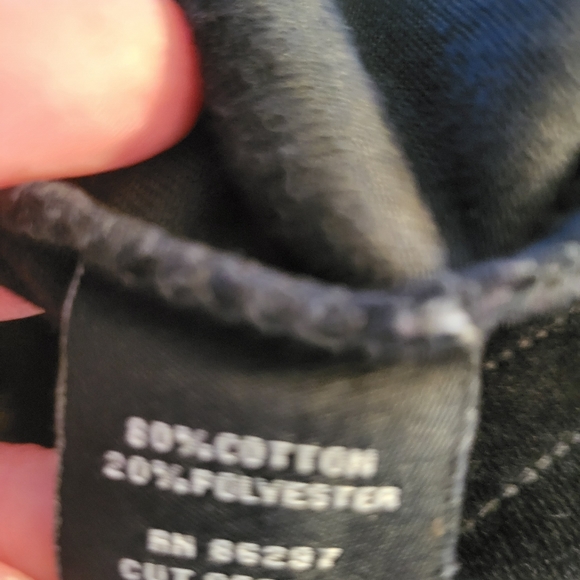 80%COTTON
20%POLYESTER
RN 86297
CUT